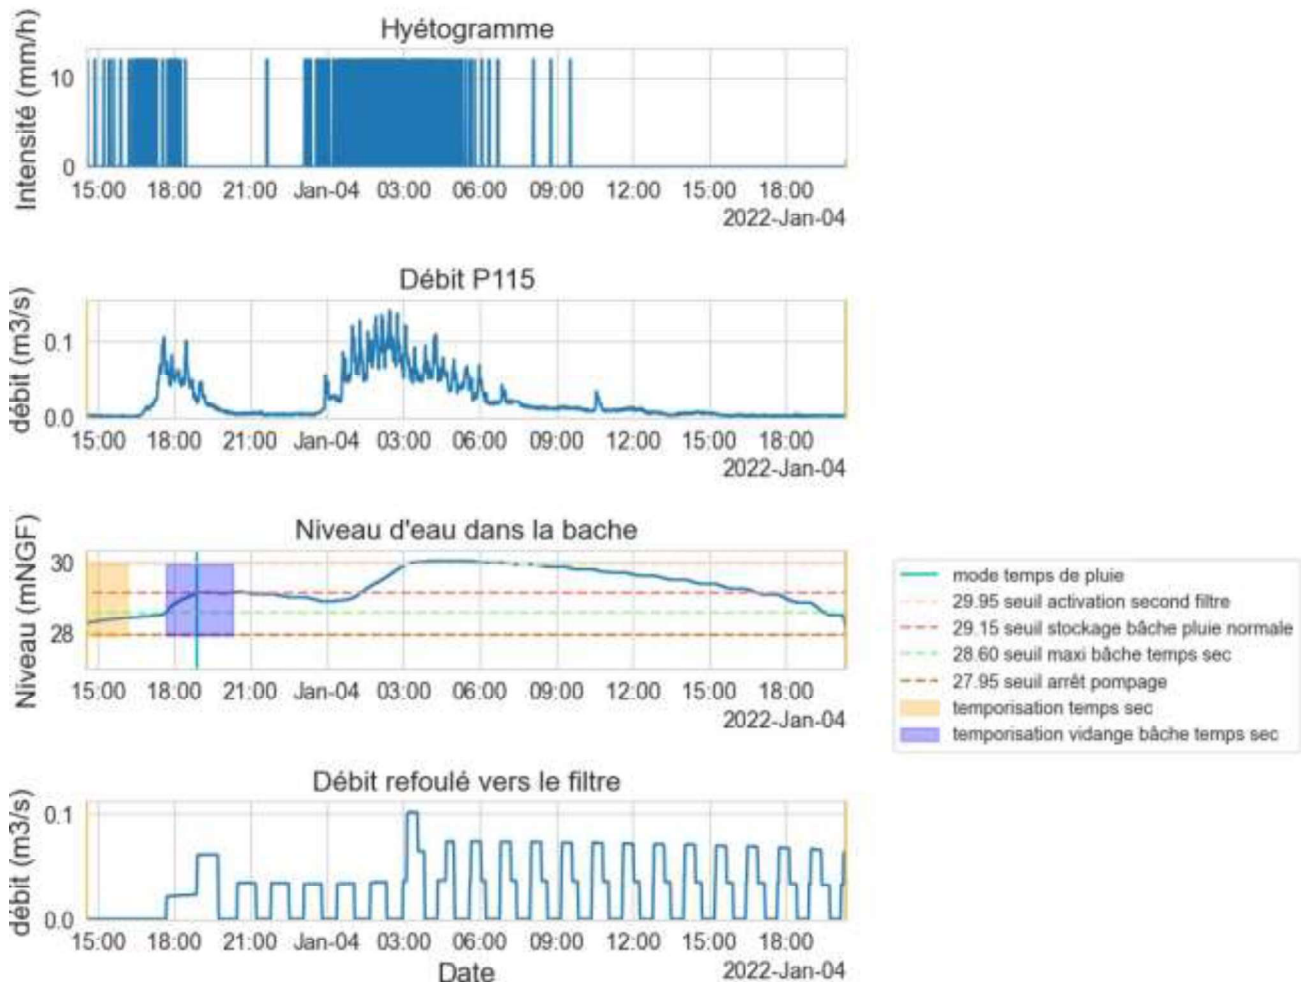 Hyétogramme
Intensité (mm/h)
10
0
15:00 18:00 21:00 Jan-04 03:00 06:00 09:00 12:00 15:00 18:00
2022-Jan-04
Débit P115
débit (m3/s)
0.1
0.0
15:00 18:00 21:00 Jan-04 03:00 06:00 09:00 12:00 15:00 18:00
2022-Jan-04
Niveau d'eau dans la bache
Niveau (mNGF)
30
28
15:00 18:00 21:00 Jan-04 03:00 06:00 09:00 12:00 15:00 18:00
2022-Jan-04
mode temps de pluie
29.95 seuil activation second filtre
29.15 seuil stockage bâche pluie normale
28.60 seuil maxi bâche temps sec
27.95 seuil arrêt pompage
temporisation temps sec
temporisation vidange bâche temps sec
Débit refoulé vers le filtre
débit (m3/s)
0.1
0.0
15:00 18:00 21:00 Jan-04 03:00 06:00 09:00 12:00 15:00 18:00
Date
2022-Jan-04